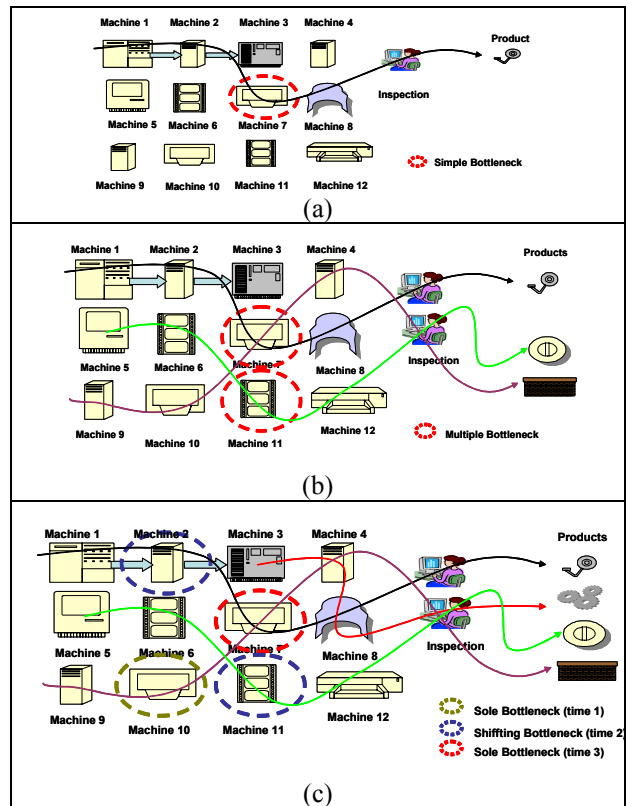 Machine 1 Machine 2 Machine 3 Machine 4 Product
Inspection
Machine 5 Machine 6 Machine 7 Machine 8
Simple Bottleneck
Machine 9 Machine 10 Machine 11 Machine 12
(a)
Machine 1 Machine 2 Machine 3 Machine 4 Products
Machine 5 Machine 6 Machine 7 Machine 8 Inspection
Machine 9 Machine 10 Machine 11 Machine 12
Multiple Bottleneck
(b)
Machine 1 Machine 2 Machine 3 Machine 4 Products
Machine 5 Machine 6 Machine 7 Machine 8 Inspection
Machine 9 Machine 10 Machine 11 Machine 12
Sole Bottleneck (time 1)
Shiffting Bottleneck (time 2)
Sole Bottleneck (time 3)
(c)